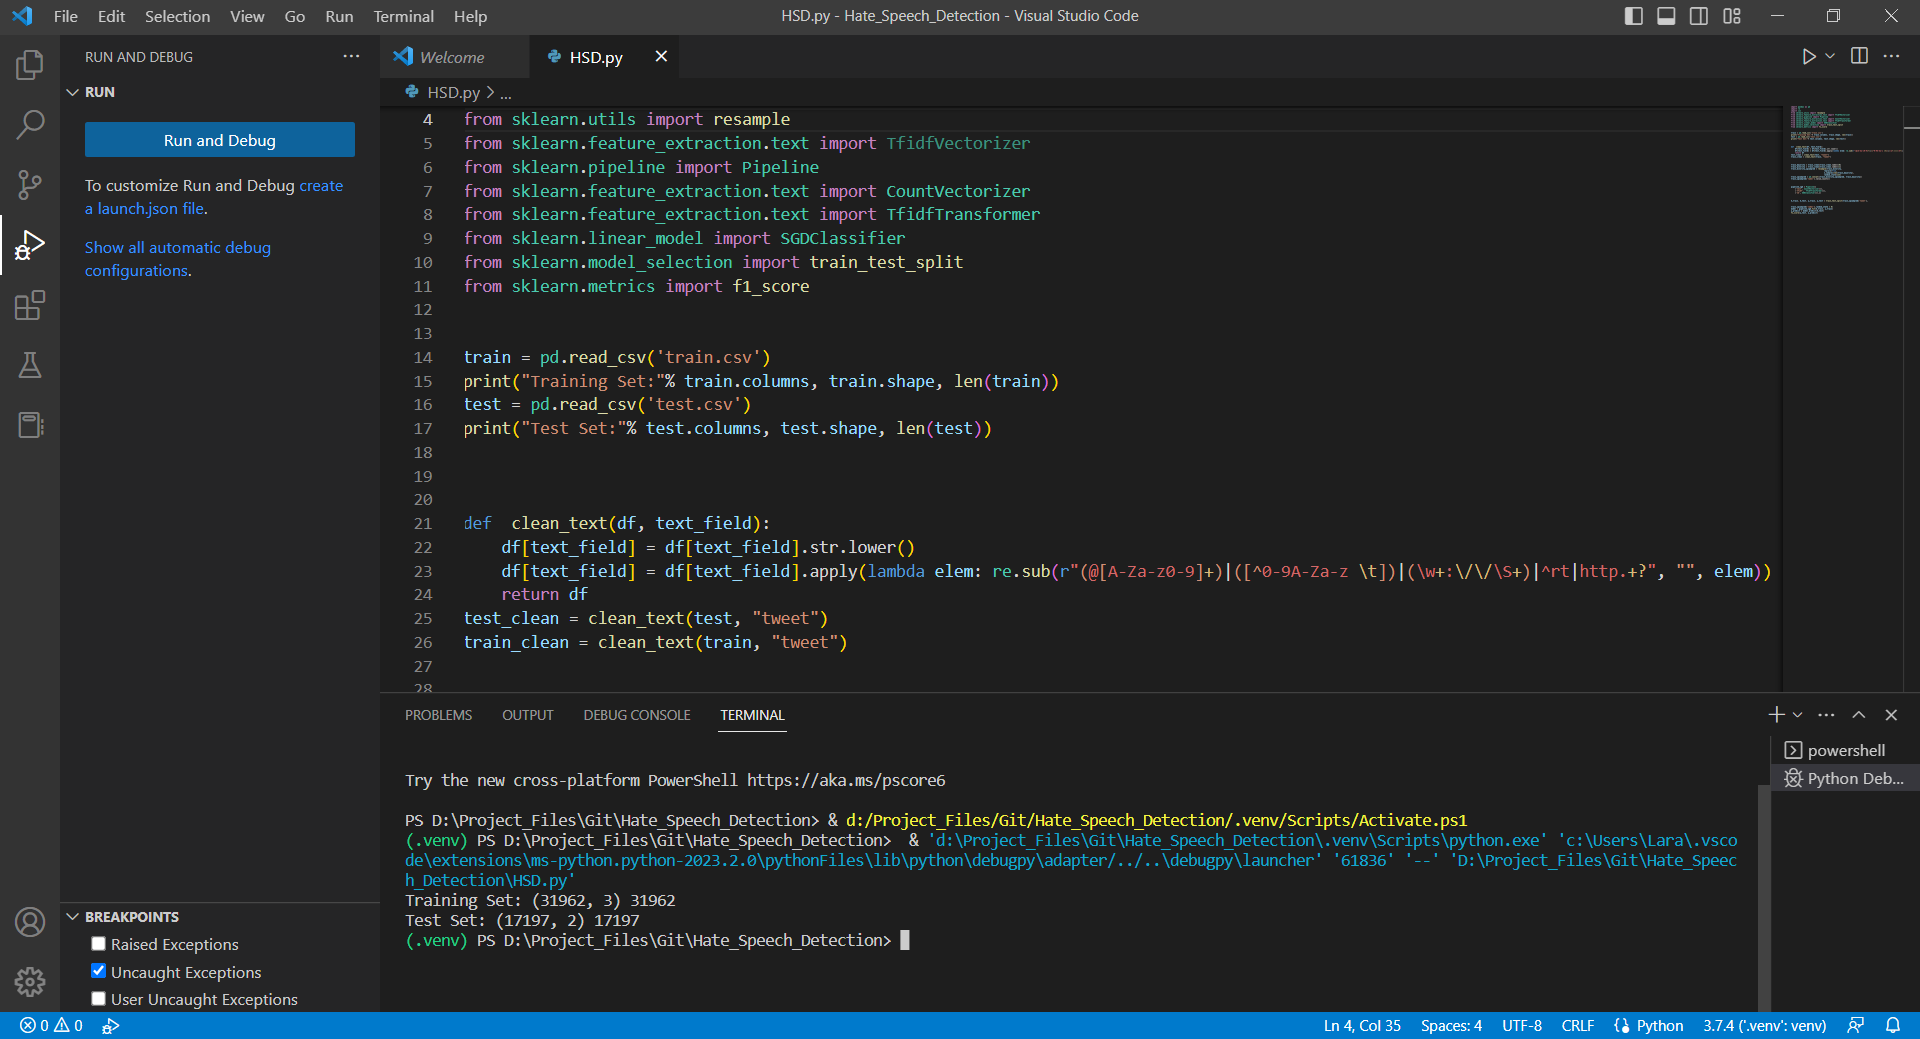 File Edit Selection View Go Run Terminal Help
HSD.py - Hate_Speech_Detection - Visual Studio Code
RUN AND DEBUG
RUN
Run and Debug
To customize Run and Debug create
a launch.json file.
Show all automatic debug
configurations.
Welcome
HSD.py
HSD.py > ...
4 from sklearn.utils import resample
5 from sklearn.feature_extraction.text import TfidfVectorizer
6 from sklearn.pipeline import Pipeline
7 from sklearn.feature_extraction.text import CountVectorizer
8 from sklearn.feature_extraction.text import TfidfTransformer
9 from sklearn.linear_model import SGDClassifier
10 from sklearn.model_selection import train_test_split
11 from sklearn.metrics import f1_score
12
13
14 train = pd.read_csv('train.csv')
15 print("Training Set:"% train.columns, train.shape, len(train))
16 test = pd.read_csv('test.csv')
17 print("Test Set:"% test.columns, test.shape, len(test))
18
19
20
21 def  clean_text(df, text_field):
22     df[text_field] = df[text_field].str.lower()
23     df[text_field] = df[text_field].apply(lambda elem: re.sub(r"(@[A-Za-z0-9]+)|([^0-9A-Za-z \t])|(\w+:\/\/\S+)|^rt|http.+?", "", elem))
24     return df
25 test_clean = clean_text(test, "tweet")
26 train_clean = clean_text(train, "tweet")
27
28
PROBLEMS OUTPUT DEBUG CONSOLE TERMINAL
powershell
Python Deb...
Try the new cross-platform PowerShell https://aka.ms/pscore6
PS D:\Project_Files\Git\Hate_Speech_Detection> & d:/Project_Files/Git/Hate_Speech_Detection/.venv/Scripts/Activate.ps1
(.venv) PS D:\Project_Files\Git\Hate_Speech_Detection>  & 'd:\Project_Files\Git\Hate_Speech_Detection\.venv\Scripts\python.exe' 'c:\Users\Lara\.vsco
de\extensions\ms-python.python-2023.2.0\pythonFiles\lib\python\debugpy\adapter/../..\debugpy\launcher' '61836' '--' 'D:\Project_Files\Git\Hate_Speec
h_Detection\HSD.py'
Training Set: (31962, 3) 31962
Test Set: (17197, 2) 17197
(.venv) PS D:\Project_Files\Git\Hate_Speech_Detection>
BREAKPOINTS
Raised Exceptions
Uncaught Exceptions
User Uncaught Exceptions
0 0
Ln 4, Col 35 Spaces: 4 UTF-8 CRLF Python 3.7.4 ('.venv': venv)